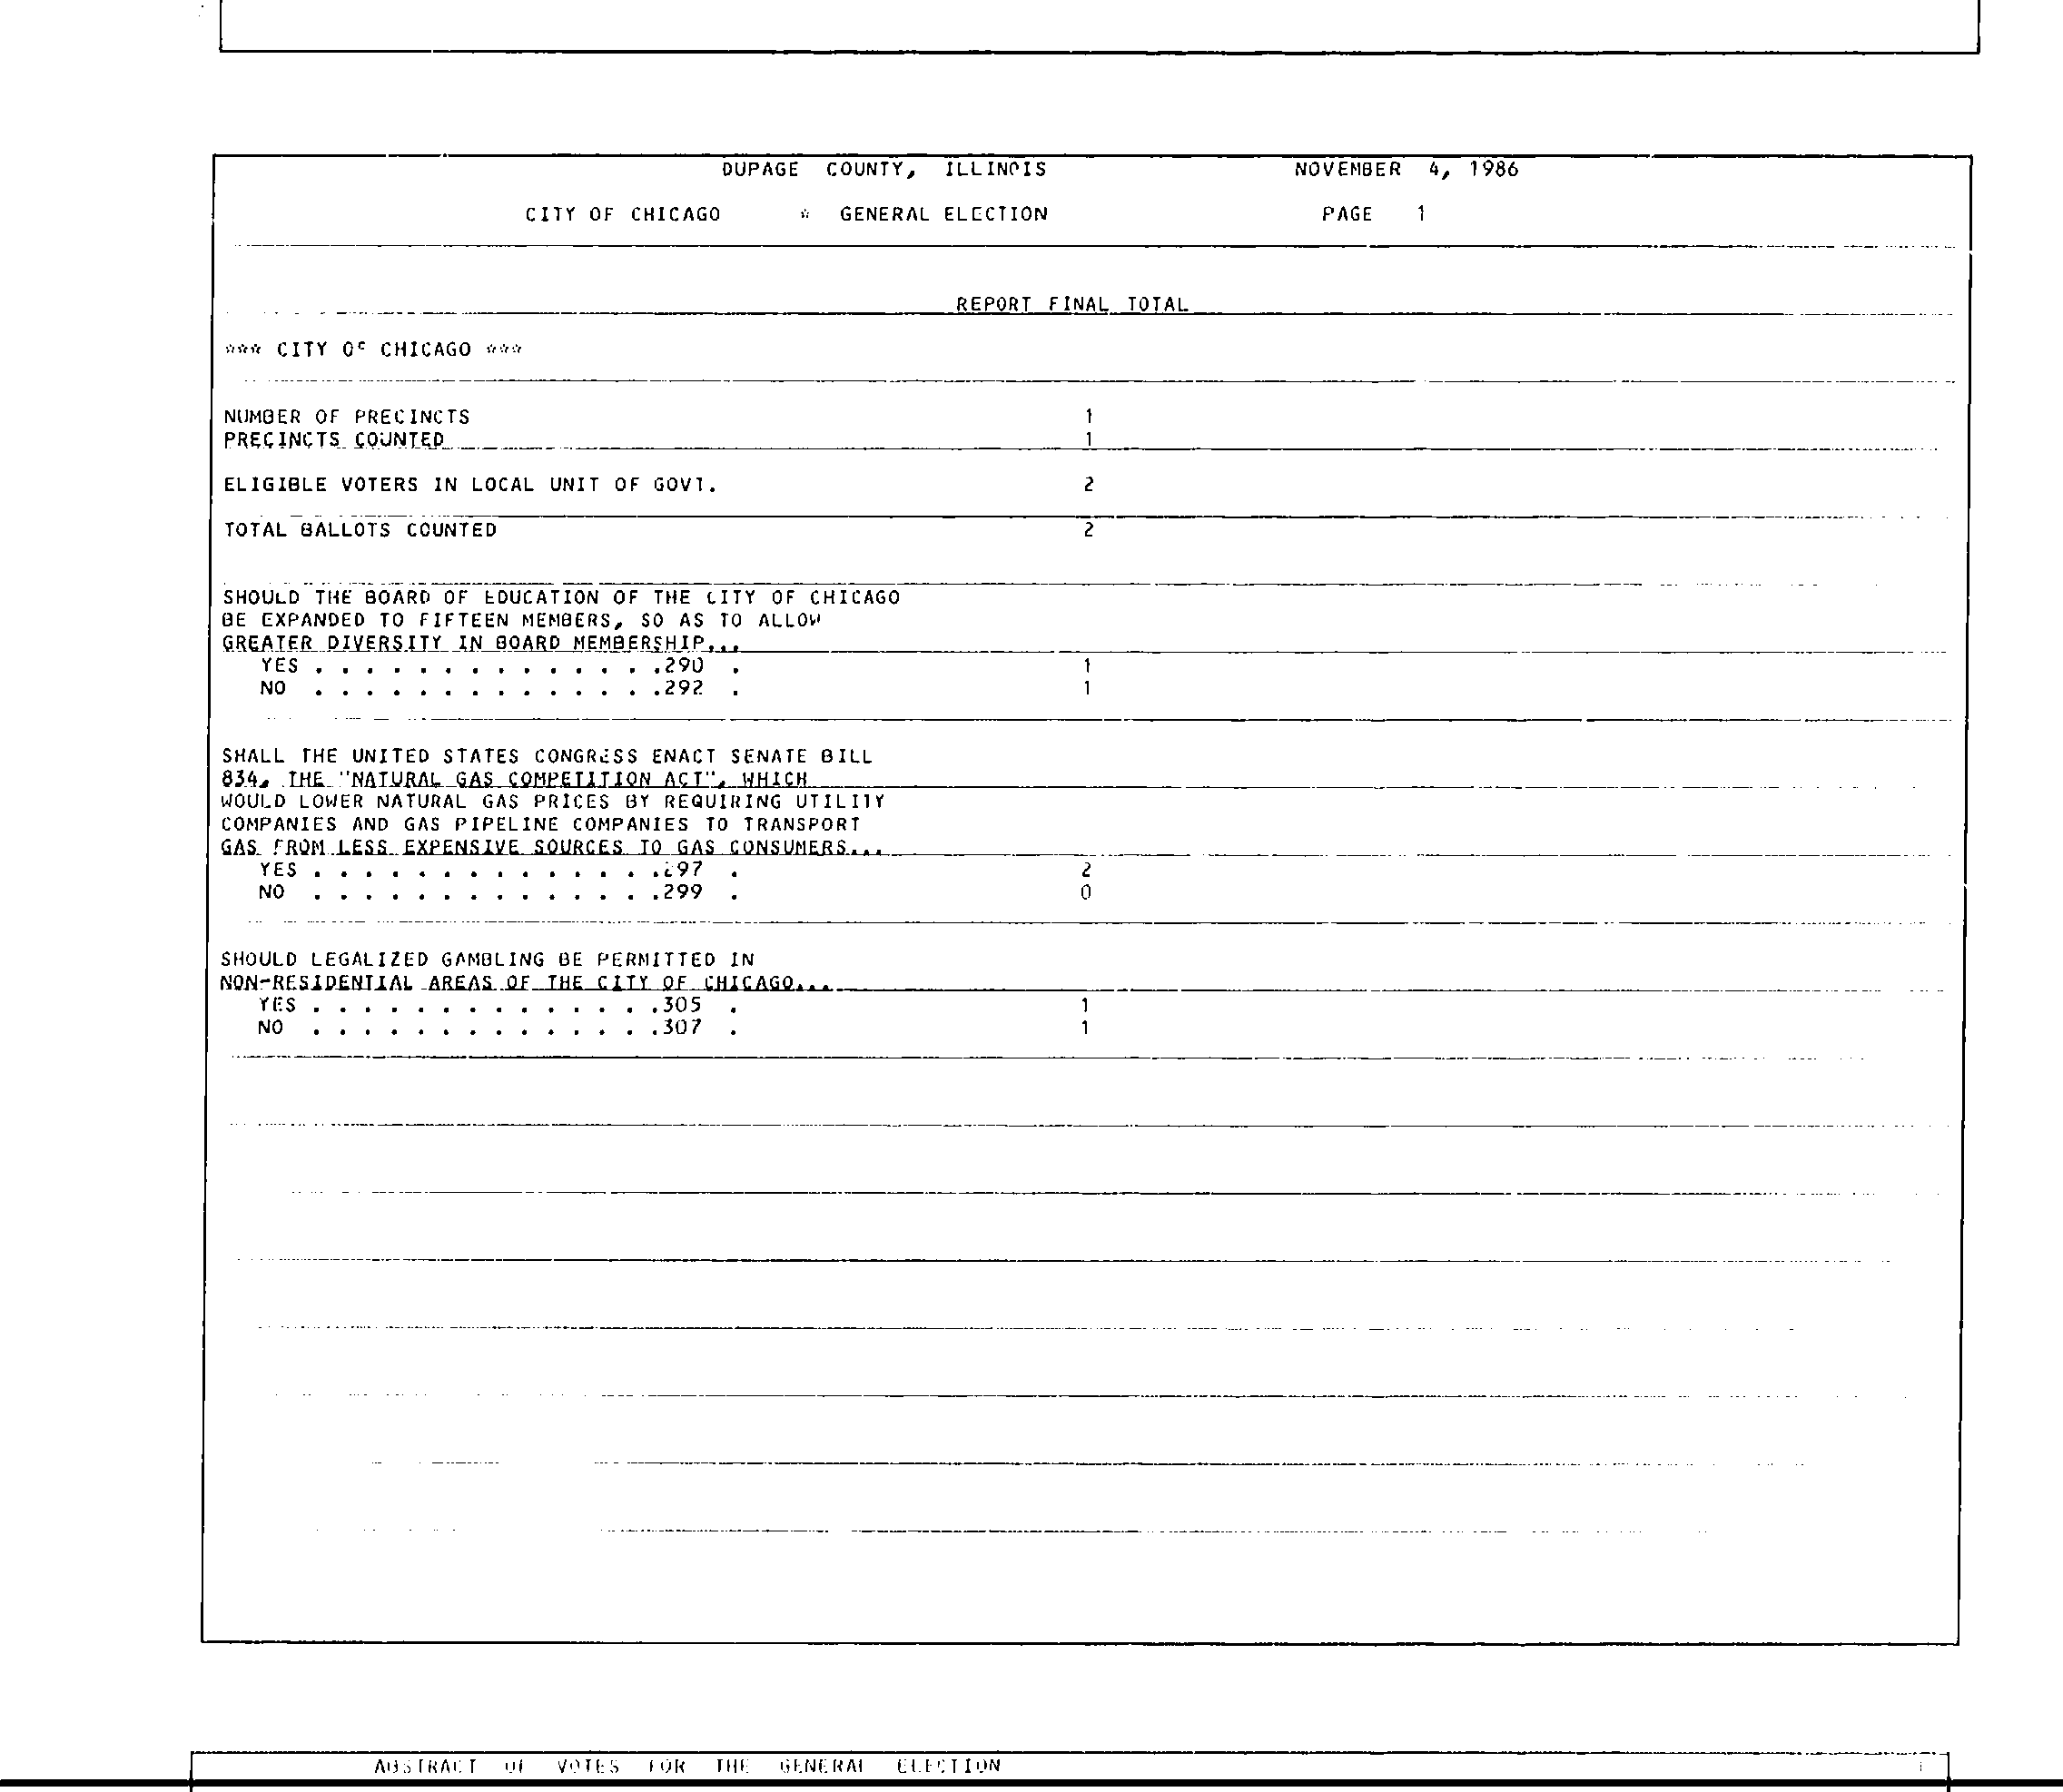 DUPAGE COUNTY, ILLINOIS NOVEMBER 4, 1986
CITY OF CHICAGO * GENERAL ELECTION PAGE 1
REPORT FINAL TOTAL
*** CITY OF CHICAGO ***
NUMBER OF PRECINCTS 1
PRECINCTS COUNTED 1
ELIGIBLE VOTERS IN LOCAL UNIT OF GOVT. 2
TOTAL BALLOTS COUNTED 2
SHOULD THE BOARD OF EDUCATION OF THE CITY OF CHICAGO
BE EXPANDED TO FIFTEEN MEMBERS, SO AS TO ALLOW
GREATER DIVERSITY IN BOARD MEMBERSHIP...
YES . . . . . . . . . . . . . .290 . 1
NO . . . . . . . . . . . . . .292 . 1
SHALL THE UNITED STATES CONGRESS ENACT SENATE BILL
834, THE "NATURAL GAS COMPETITION ACT", WHICH
WOULD LOWER NATURAL GAS PRICES BY REQUIRING UTILITY
COMPANIES AND GAS PIPELINE COMPANIES TO TRANSPORT
GAS FROM LESS EXPENSIVE SOURCES TO GAS CONSUMERS...
YES . . . . . . . . . . . . . .297 . 2
NO . . . . . . . . . . . . . .299 . 0
SHOULD LEGALIZED GAMBLING BE PERMITTED IN
NON-RESIDENTIAL AREAS OF THE CITY OF CHICAGO...
YES . . . . . . . . . . . . . .305 . 1
NO . . . . . . . . . . . . . .307 . 1
ABSTRACT OF VOTES FOR THE GENERAL ELECTION